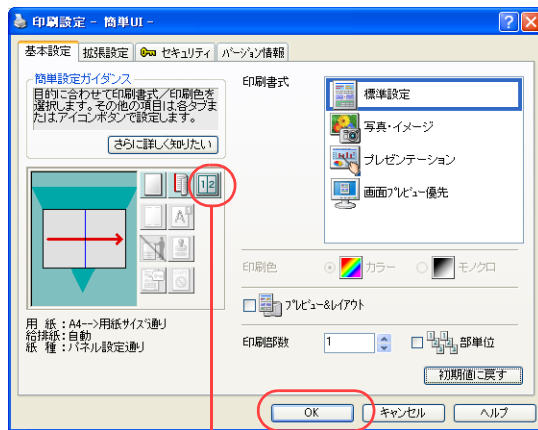 印刷設定 - 簡単UI -
基本設定 拡張設定 セキュリティ バージョン情報
簡単設定ガイダンス
目的に合わせて印刷書式/印刷色を
選択します。その他の項目は各タブま
たは、アイコンボタンで設定します。
さらに詳しく知りたい
1 2
A
用 紙 : A4-->用紙サイズ通り
給排紙 : 自動
紙 種 : パネル設定通り
印刷書式
標準設定
写真・イメージ
プレゼンテーション
画面プレビュー優先
印刷色 カラー モノクロ
プレビュー&レイアウト
印刷部数 1 部単位
初期値に戻す
OK キャンセル ヘルプ